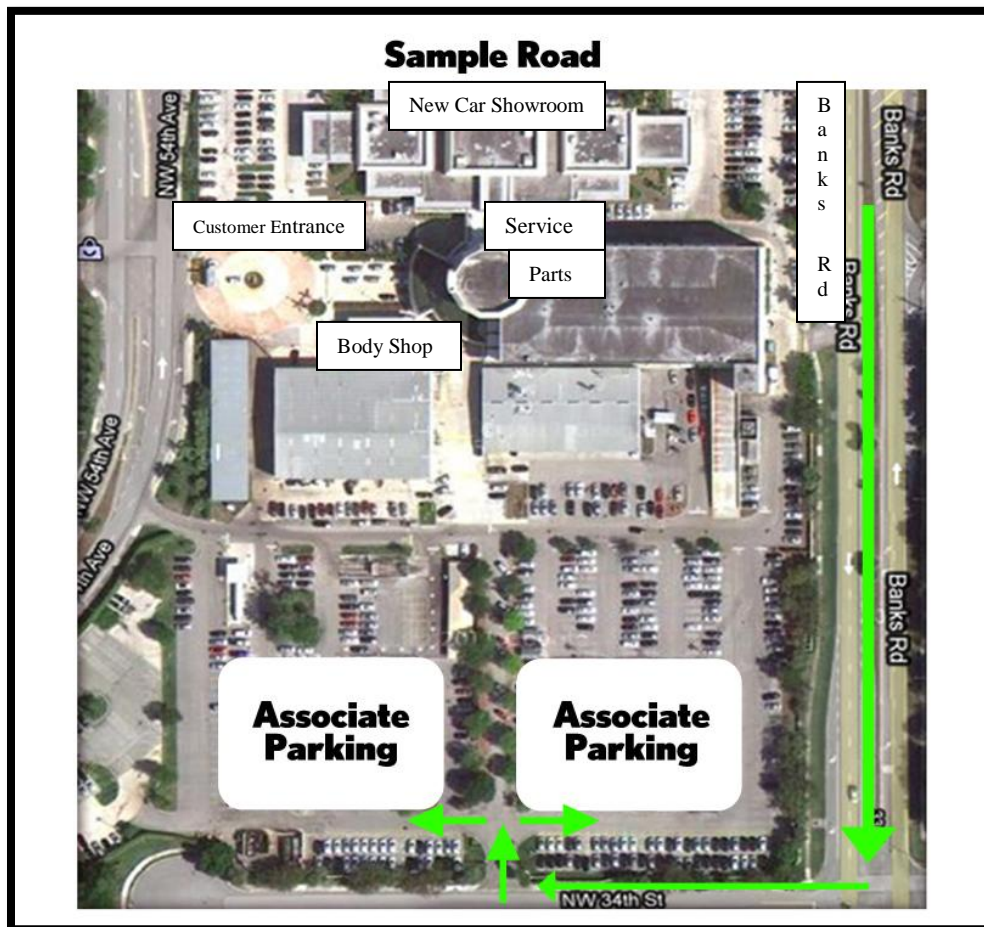 Sample Road
New Car Showroom
B
a
n
k
s
R
d
NW 54th Ave
Banks Rd
Customer Entrance
Service
Parts
Banks Rd
Body Shop
NW 54th Ave
Banks Rd
Associate
Parking
Associate
Parking
NW 34th St